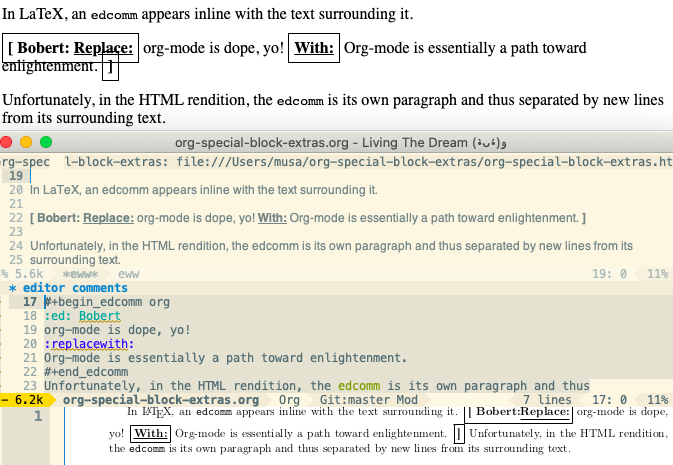 In LaTeX, an edcomm appears inline with the text surrounding it.
[ Bobert: Replace: org-mode is dope, yo! With: Org-mode is essentially a path toward
enlightenment. ]
Unfortunately, in the HTML rendition, the edcomm is its own paragraph and thus separated by new lines
from its surrounding text.
org-special-block-extras.org - Living The Dream
rg-spec l-block-extras: file:///Users/musa/org-special-block-extras/org-special-block-extras.ht
19
20 In LaTeX, an edcomm appears inline with the text surrounding it.
21
22 [ Bobert: Replace: org-mode is dope, yo! With: Org-mode is essentially a path toward enlightenment. ]
23
24 Unfortunately, in the HTML rendition, the edcomm is its own paragraph and thus separated by new lines from its
25 surrounding text.
% 5.6k *eww* eww 19: 0 11%
* editor comments
17 #+begin_edcomm org
18 :ed: Bobert
19 org-mode is dope, yo!
20 :replacewith:
21 Org-mode is essentially a path toward enlightenment.
22 #+end_edcomm
23 Unfortunately, in the HTML rendition, the edcomm is its own paragraph and thus
- 6.2k org-special-block-extras.org Org Git:master Mod 7 lines 17: 0 11%
1 In LATEX, an edcomm appears inline with the text surrounding it. [ Bobert:Replace: org-mode is dope,
yo! With: Org-mode is essentially a path toward enlightenment. ] Unfortunately, in the HTML rendition,
the edcomm is its own paragraph and thus separated by new lines from its surrounding text.